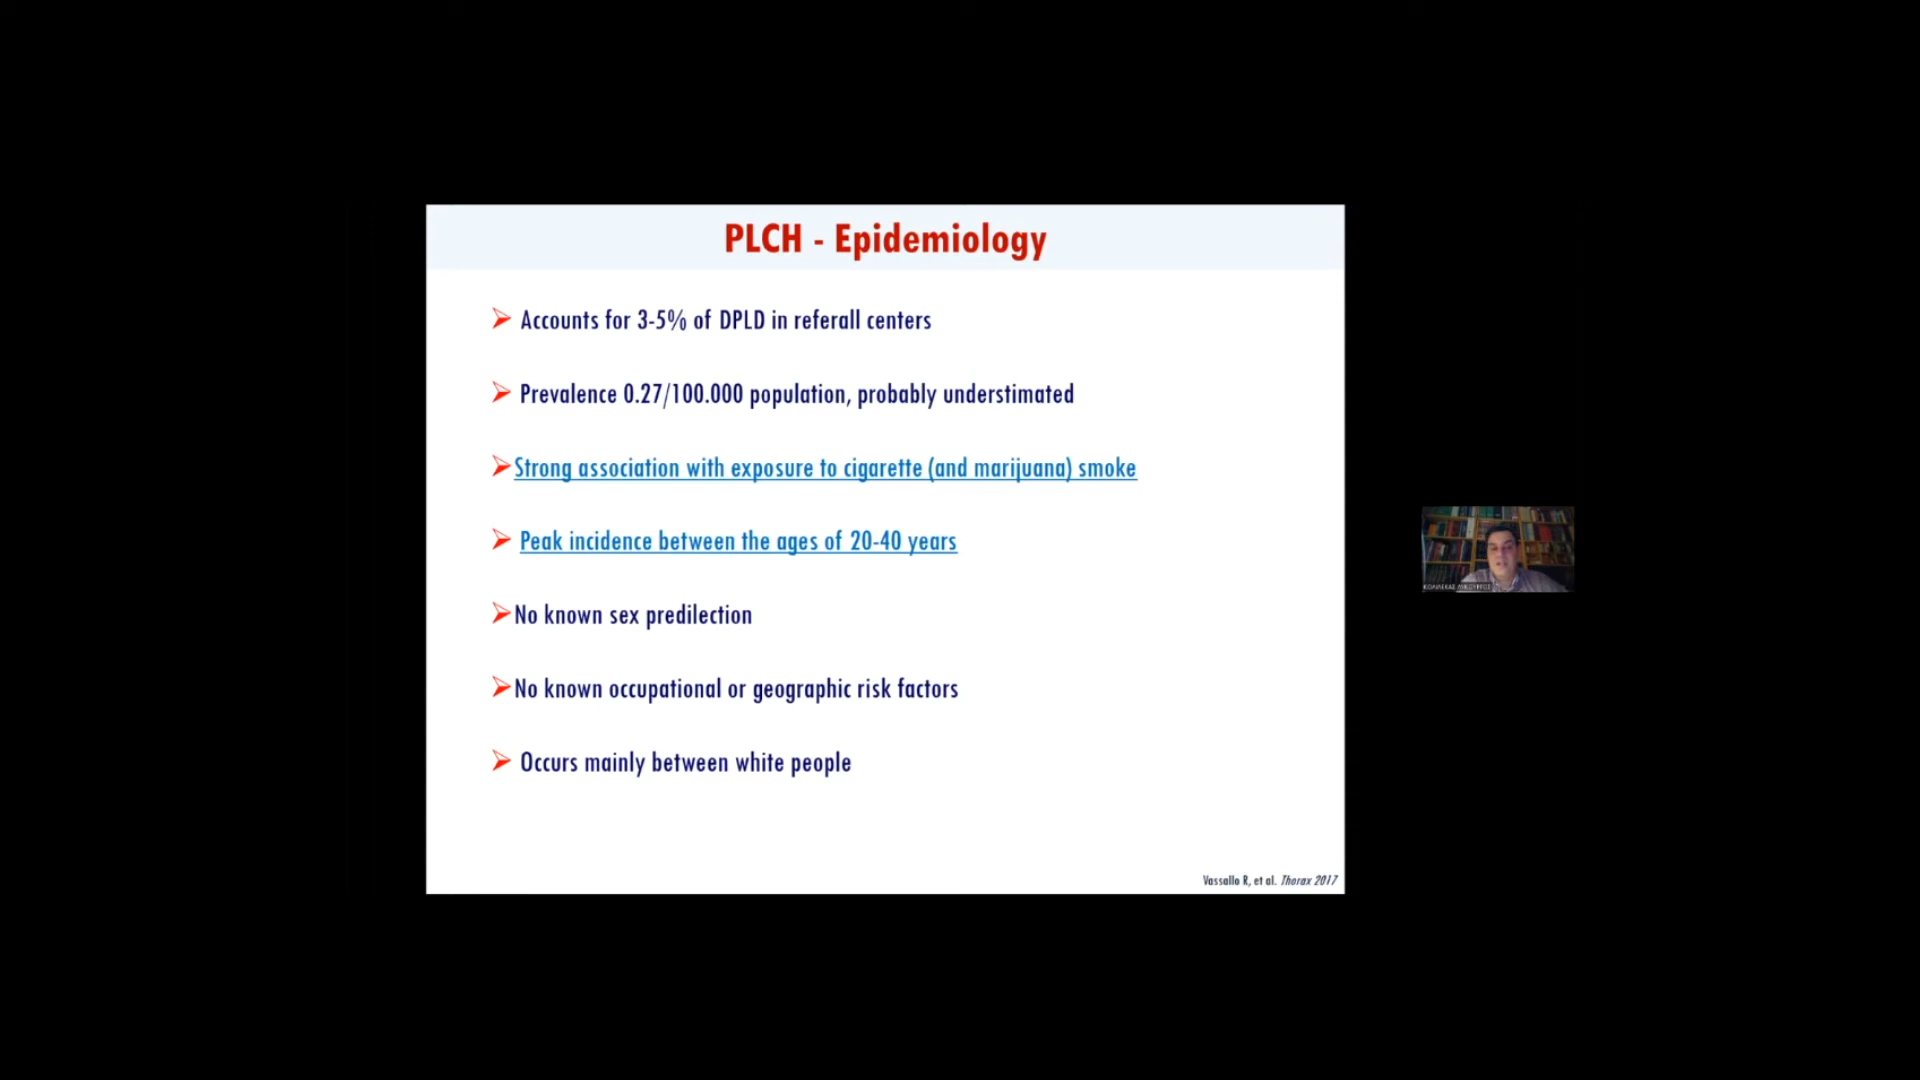 PLCH - Epidemiology
Accounts for 3-5% of DPLD in referall centers
Prevalence 0.27/100.000 population, probably understimated
Strong association with exposure to cigarette (and marijuana) smoke
Peak incidence between the ages of 20-40 years
No known sex predilection
No known occupational or geographic risk factors
Occurs mainly between white people
Vassallo R, et al. Thorax 2017